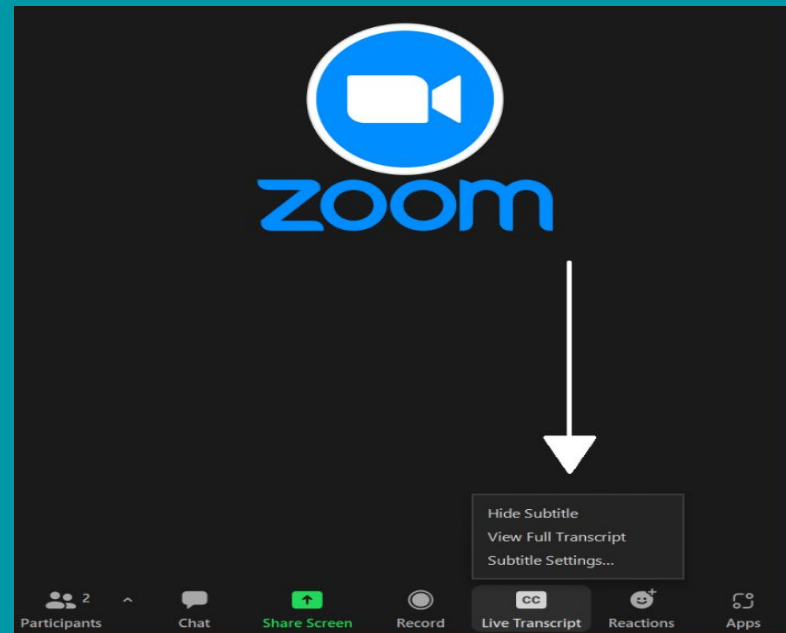 zoom
Hide Subtitle
View Full Transcript
Subtitle Settings...
2
CC
Participants Chat Share Screen Record Live Transcript Reactions Apps